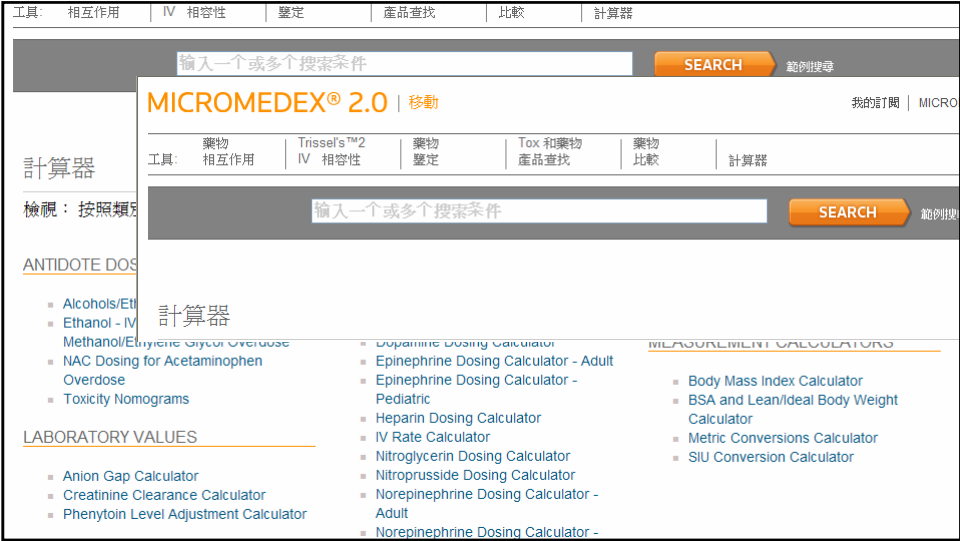 工具: 相互作用 IV 相容性 鑒定 產品查找 比較 計算器
输入一个或多个搜索条件 SEARCH 範例搜尋
MICROMEDEX® 2.0 | 移動 我的訂閱 | MICRO
藥物 Trissel's™2 藥物 Tox 和藥物 藥物
工具: 相互作用 IV 相容性 鑒定 產品查找 比較 計算器
输入一个或多个搜索条件 SEARCH 範例搜
計算器
計算器
檢視： 按照類別
ANTIDOTE DOS
Alcohols/Eth
Ethanol - IV
Methanol/Ethylene Glycol Overdose
NAC Dosing for Acetaminophen
Overdose
Toxicity Nomograms
LABORATORY VALUES
Anion Gap Calculator
Creatinine Clearance Calculator
Phenytoin Level Adjustment Calculator
Dopamine Dosing Calculator
Epinephrine Dosing Calculator - Adult
Epinephrine Dosing Calculator -
Pediatric
Heparin Dosing Calculator
IV Rate Calculator
Nitroglycerin Dosing Calculator
Nitroprusside Dosing Calculator
Norepinephrine Dosing Calculator -
Adult
Norepinephrine Dosing Calculator -
MEASUREMENT CALCULATORS
Body Mass Index Calculator
BSA and Lean/Ideal Body Weight
Calculator
Metric Conversions Calculator
SIU Conversion Calculator